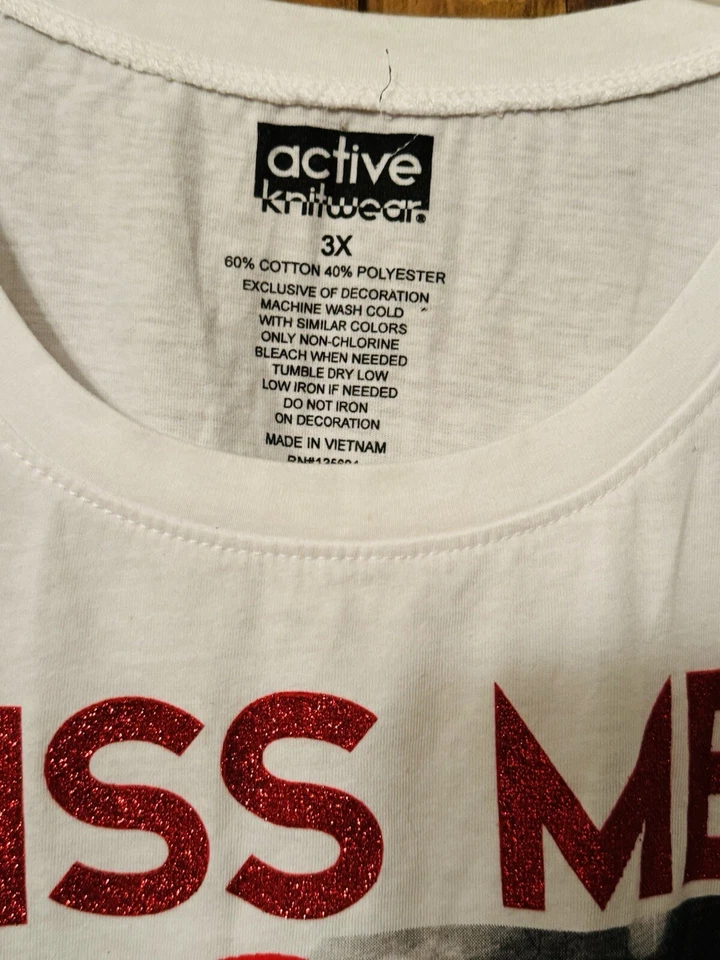 active
knitwear®
3X
60% COTTON 40% POLYESTER
EXCLUSIVE OF DECORATION
MACHINE WASH COLD
WITH SIMILAR COLORS
ONLY NON-CHLORINE
BLEACH WHEN NEEDED
TUMBLE DRY LOW
LOW IRON IF NEEDED
DO NOT IRON
ON DECORATION
MADE IN VIETNAM
ISS ME